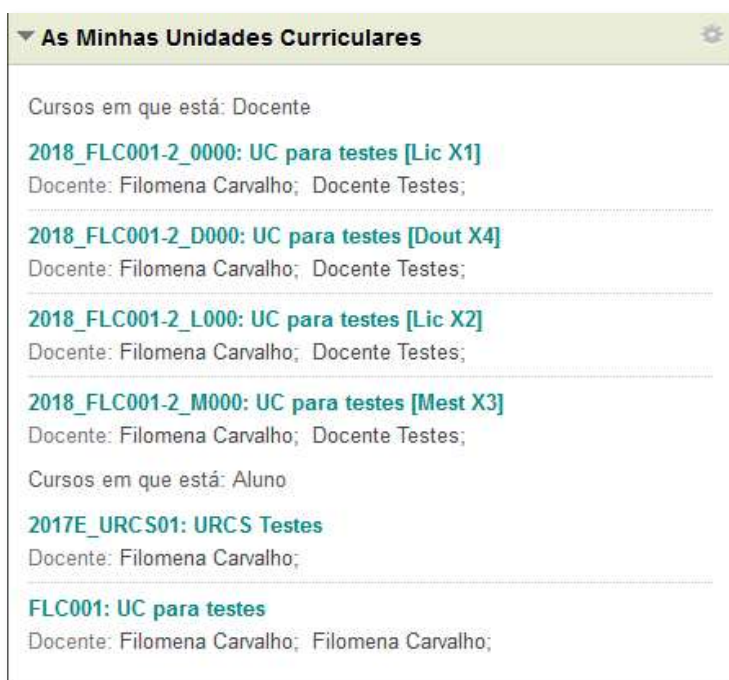 As Minhas Unidades Curriculares
Cursos em que está: Docente
2018_FLC001-2_0000: UC para testes [Lic X1]
Docente: Filomena Carvalho; Docente Testes;
2018_FLC001-2_D000: UC para testes [Dout X4]
Docente: Filomena Carvalho; Docente Testes;
2018_FLC001-2_L000: UC para testes [Lic X2]
Docente: Filomena Carvalho; Docente Testes;
2018_FLC001-2_M000: UC para testes [Mest X3]
Docente: Filomena Carvalho; Docente Testes;
Cursos em que está: Aluno
2017E_URCS01: URCS Testes
Docente: Filomena Carvalho;
FLC001: UC para testes
Docente: Filomena Carvalho; Filomena Carvalho;